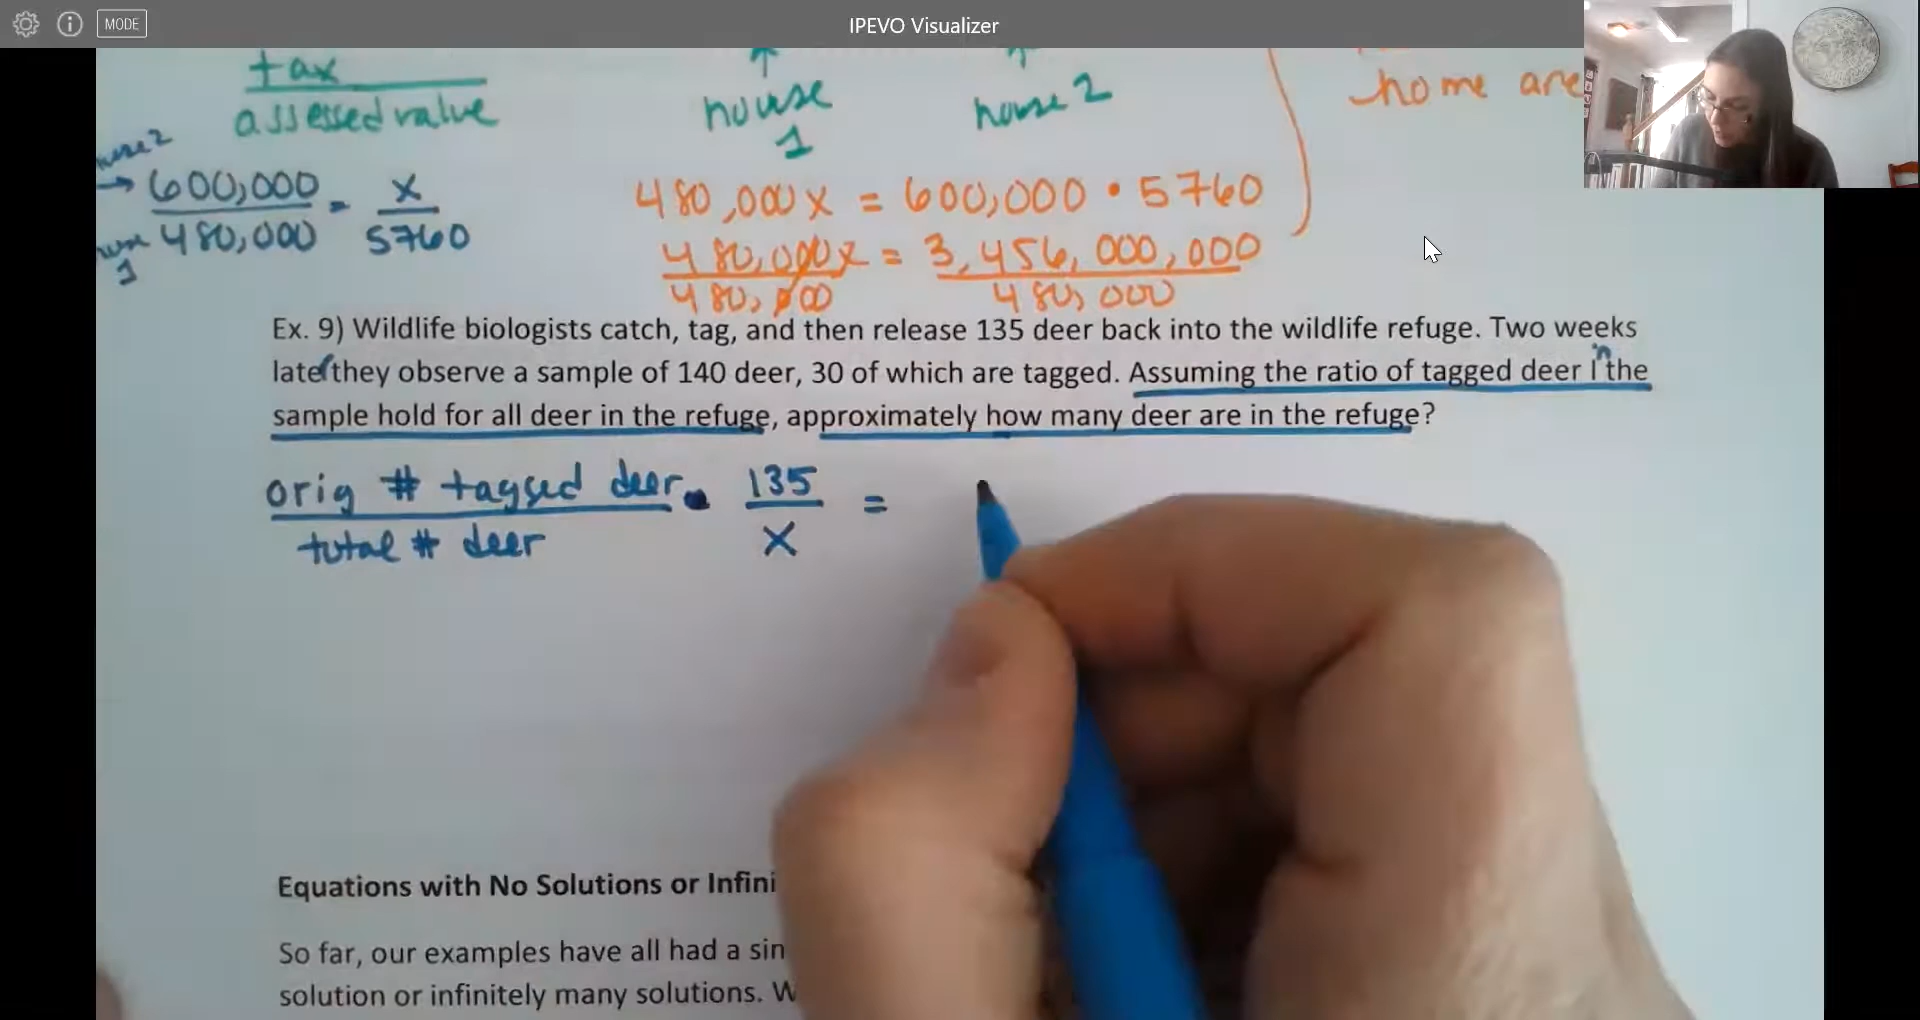 MODE
IPEVO Visualizer
tax
assessed value
house
1
house 2
home are
600,000
480,000
=
x
5760
1
480,000x = 600,000 • 5760
480,000x = 3,456,000,000
480,000
480,000
Ex. 9) Wildlife biologists catch, tag, and then release 135 deer back into the wildlife refuge. Two weeks
later they observe a sample of 140 deer, 30 of which are tagged. Assuming the ratio of tagged deer in the
sample hold for all deer in the refuge, approximately how many deer are in the refuge?
orig # tagged deer
total # deer
135
x
=
Equations with No Solutions or Infini
So far, our examples have all had a sin
solution or infinitely many solutions. W